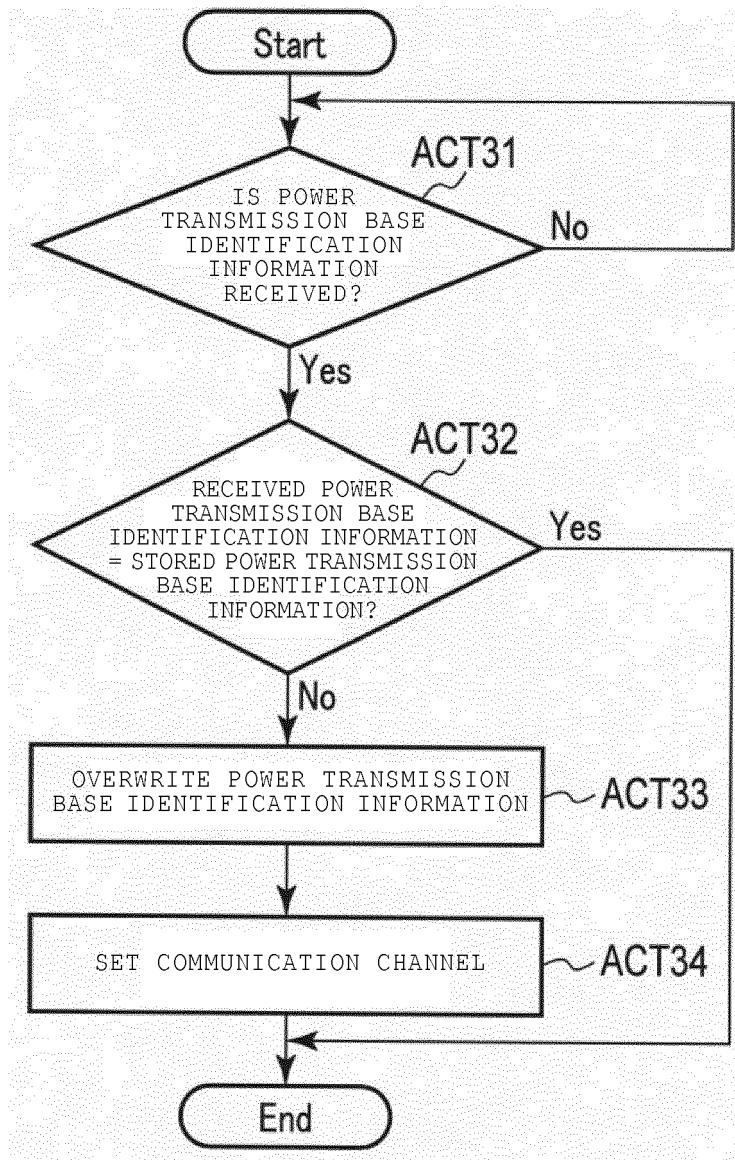 Start
ACT31
IS POWER
TRANSMISSION BASE
IDENTIFICATION
INFORMATION
RECEIVED?
No
Yes
ACT32
RECEIVED POWER
TRANSMISSION BASE
IDENTIFICATION INFORMATION
= STORED POWER TRANSMISSION
BASE IDENTIFICATION
INFORMATION?
Yes
No
OVERWRITE POWER TRANSMISSION
BASE IDENTIFICATION INFORMATION
ACT33
SET COMMUNICATION CHANNEL
ACT34
End